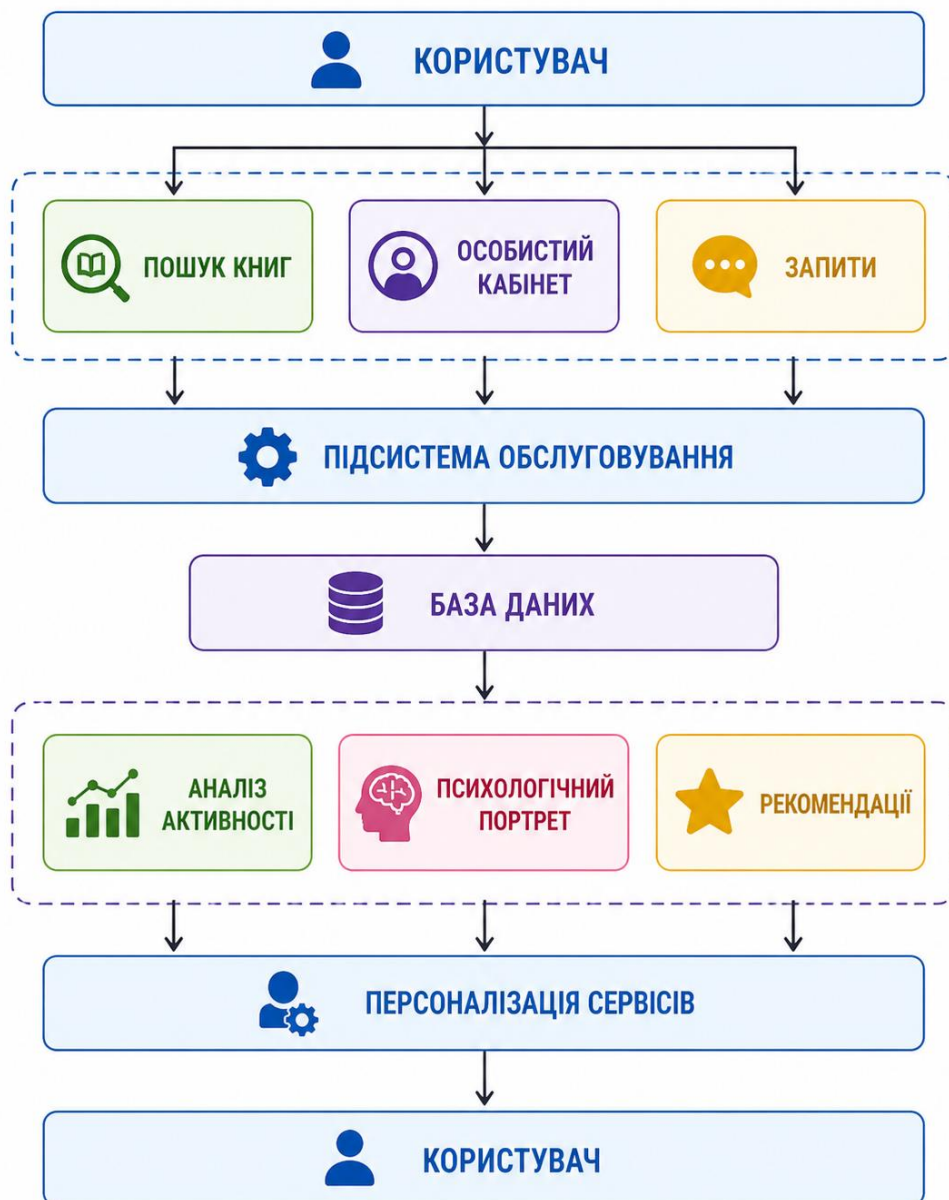 КОРИСТУВАЧ
ПОШУК КНИГ
ОСОБИСТИЙ
КАБІНЕТ
ЗАПИТИ
ПІДСИСТЕМА ОБСЛУГОВУВАННЯ
БАЗА ДАНИХ
АНАЛІЗ
АКТИВНОСТІ
ПСИХОЛОГІЧНИЙ
ПОРТРЕТ
РЕКОМЕНДАЦІЇ
ПЕРСОНАЛІЗАЦІЯ СЕРВІСІВ
КОРИСТУВАЧ